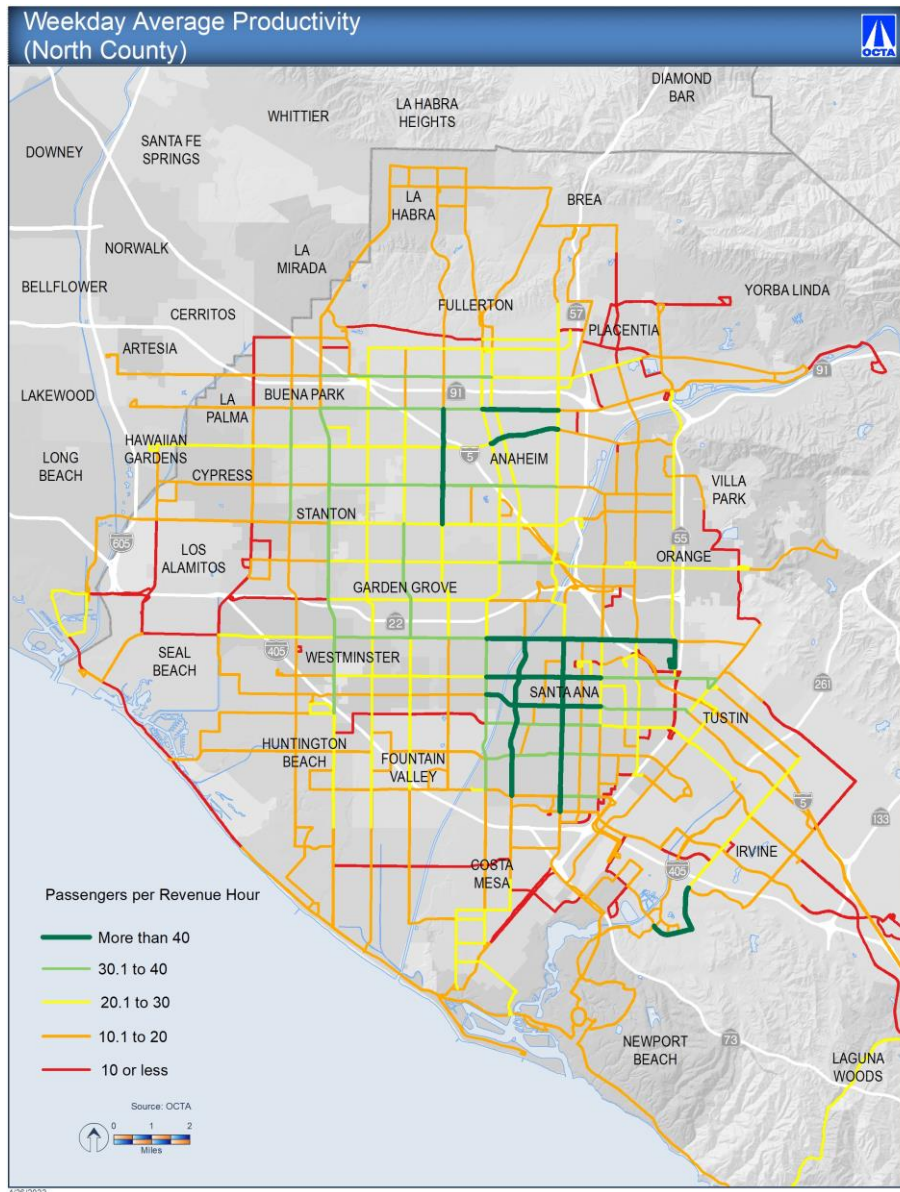 Weekday Average Productivity
(North County)
OCTA
DIAMOND
BAR
LA HABRA
HEIGHTS
WHITTIER
SANTA FE
SPRINGS
DOWNEY
LA
HABRA
BREA
NORWALK
LA
MIRADA
BELLFLOWER
YORBA LINDA
FULLERTON
CERRITOS
57
PLACENTIA
ARTESIA
91
LAKEWOOD
BUENA PARK
91
LA
PALMA
HAWAIIAN
GARDENS
LONG
BEACH
5
ANAHEIM
CYPRESS
VILLA
PARK
STANTON
55
605
LOS
ALAMITOS
ORANGE
GARDEN GROVE
22
405
SEAL
BEACH
WESTMINSTER
261
SANTA ANA
TUSTIN
HUNTINGTON
BEACH
FOUNTAIN
VALLEY
5
133
IRVINE
COSTA
MESA
405
Passengers per Revenue Hour
More than 40
30.1 to 40
20.1 to 30
10.1 to 20
10 or less
NEWPORT
BEACH
73
LAGUNA
WOODS
Source: OCTA
0 1 2
Miles